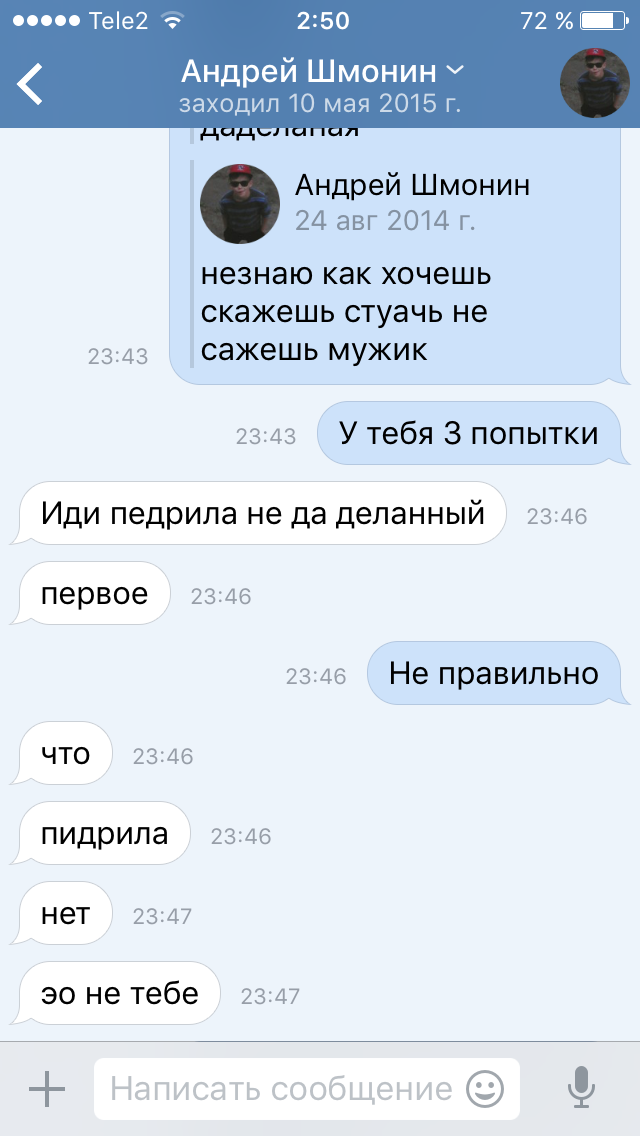 Tele2 2:50 72 %
Андрей Шмонин
заходил 10 мая 2015 г.
даделаная
Андрей Шмонин
24 авг 2014 г.
незнаю как хочешь
скажешь стуачь не
сажешь мужик
23:43
23:43 У тебя 3 попытки
Иди педрила не да деланный 23:46
первое 23:46
23:46 Не правильно
что 23:46
пидрила 23:46
нет 23:47
эо не тебе 23:47
Написать сообщение